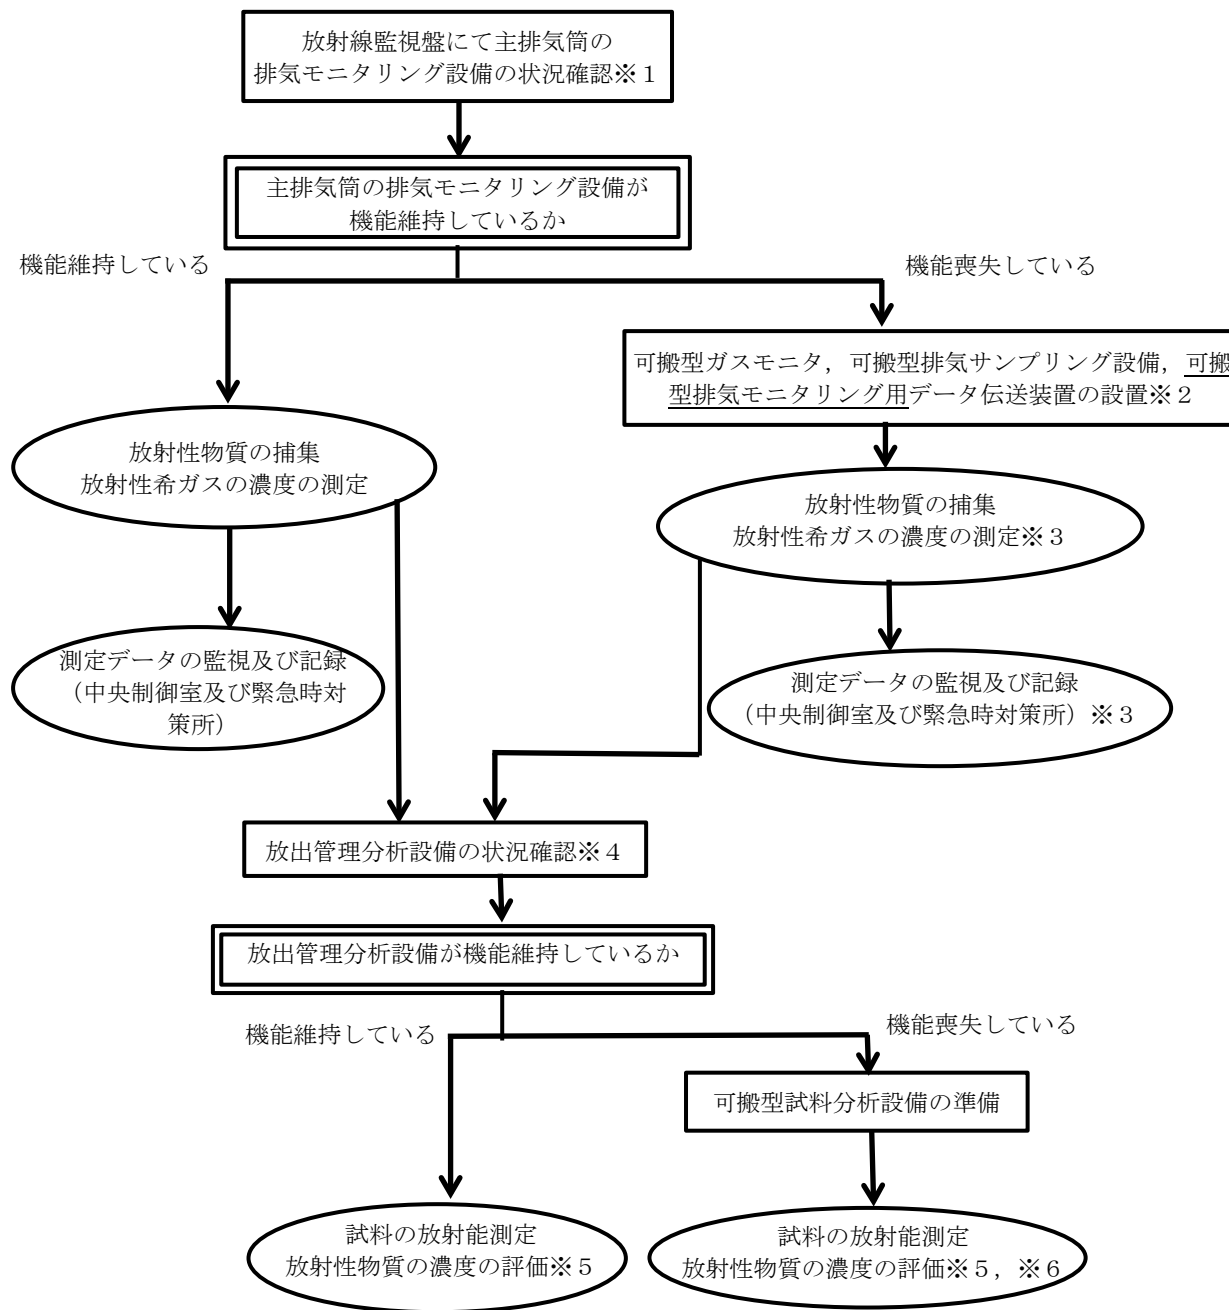 放射線監視盤にて主排気筒の
排気モニタリング設備の状況確認※１
主排気筒の排気モニタリング設備が
機能維持しているか
機能維持している
機能喪失している
可搬型ガスモニタ，可搬型排気サンプリング設備，可搬
型排気モニタリング用データ伝送装置の設置※２
放射性物質の捕集
放射性希ガスの濃度の測定
放射性物質の捕集
放射性希ガスの濃度の測定※３
測定データの監視及び記録
（中央制御室及び緊急時対
策所）
測定データの監視及び記録
（中央制御室及び緊急時対策所）※３
放出管理分析設備の状況確認※４
放出管理分析設備が機能維持しているか
機能維持している
機能喪失している
可搬型試料分析設備の準備
試料の放射能測定
放射性物質の濃度の評価※５
試料の放射能測定
放射性物質の濃度の評価※５，※６